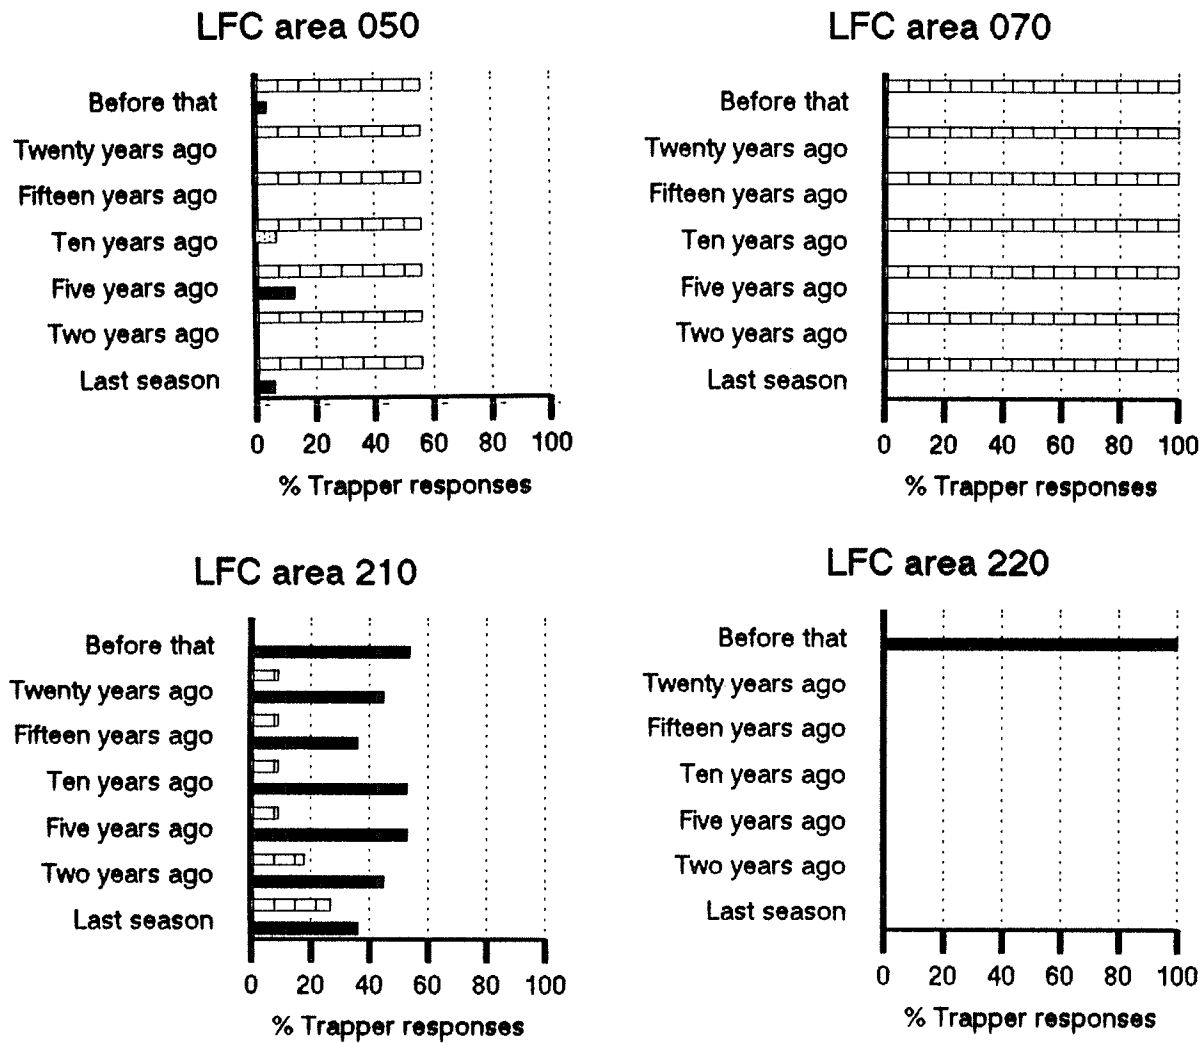 LFC area 050
Before that
Twenty years ago
Fifteen years ago
Ten years ago
Five years ago
Two years ago
Last season
0 20 40 60 80 100
% Trapper responses
LFC area 070
Before that
Twenty years ago
Fifteen years ago
Ten years ago
Five years ago
Two years ago
Last season
0 20 40 60 80 100
% Trapper responses
LFC area 210
Before that
Twenty years ago
Fifteen years ago
Ten years ago
Five years ago
Two years ago
Last season
0 20 40 60 80 100
% Trapper responses
LFC area 220
Before that
Twenty years ago
Fifteen years ago
Ten years ago
Five years ago
Two years ago
Last season
0 20 40 60 80 100
% Trapper responses